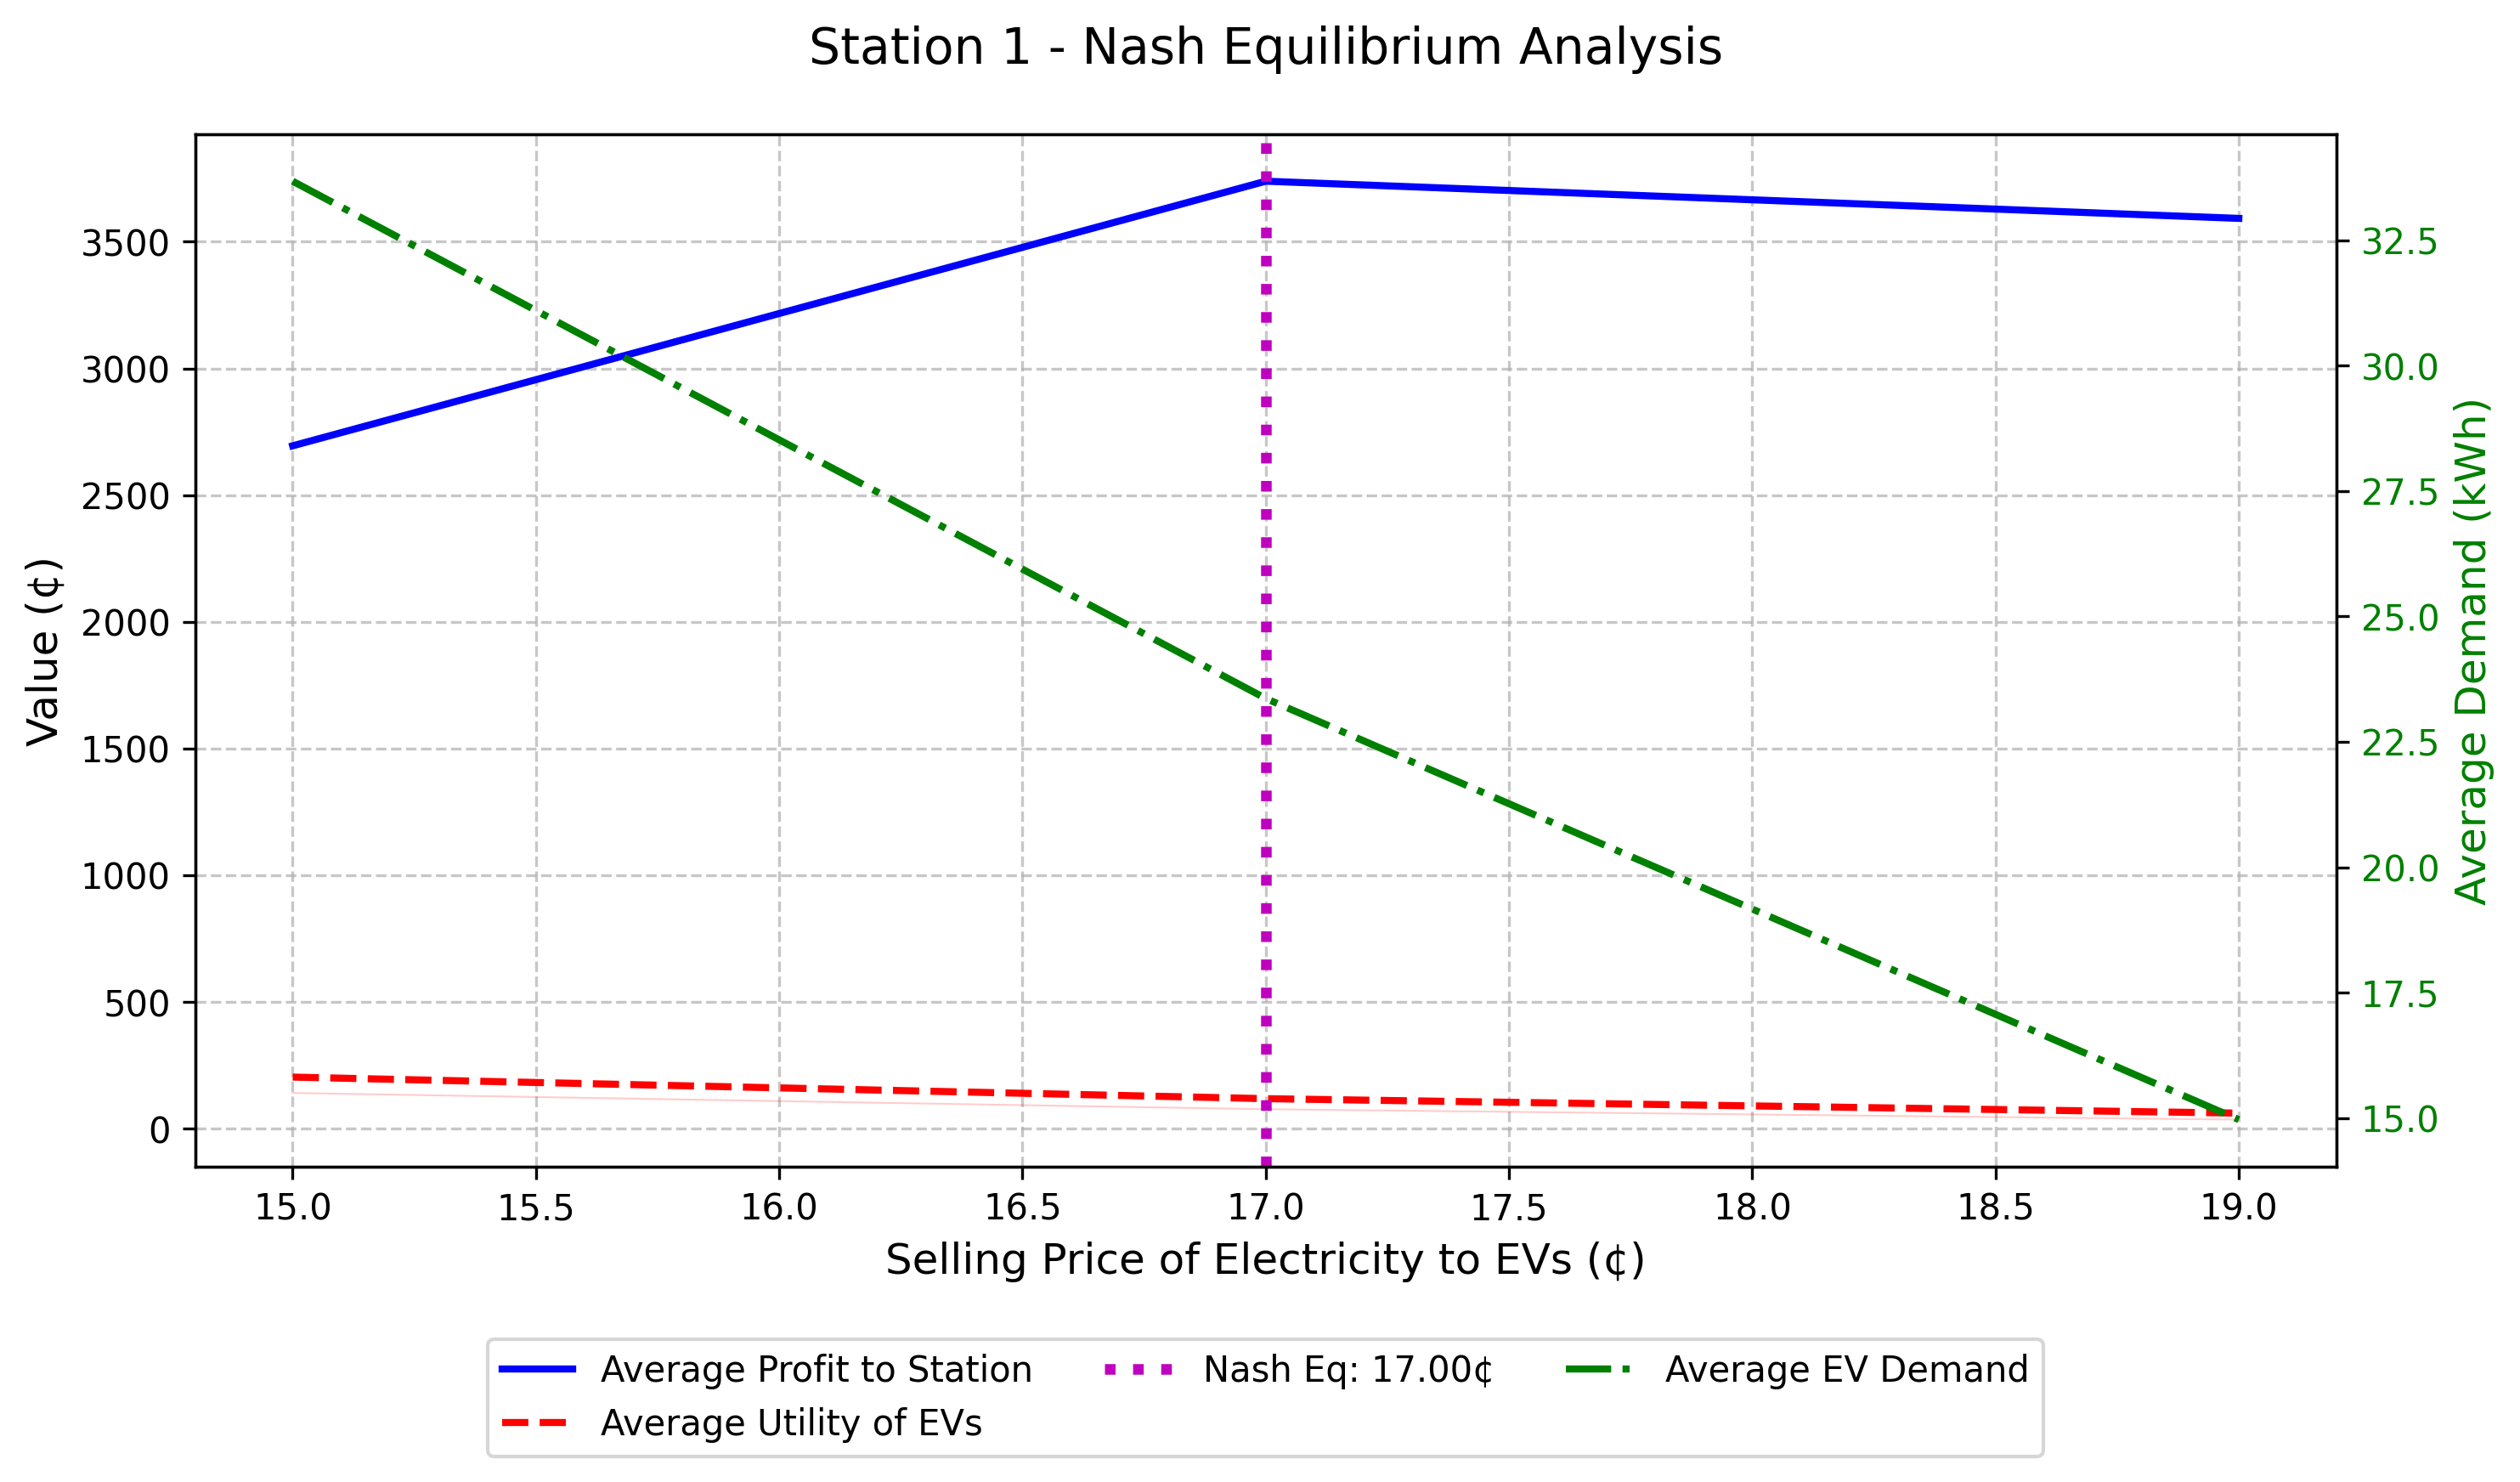 Station 1 - Nash Equilibrium Analysis
Value (¢)
3500
3000
2500
2000
1500
1000
500
0
32.5
30.0
27.5
25.0
22.5
20.0
17.5
15.0
Average Demand (kWh)
15.0 15.5 16.0 16.5 17.0 17.5 18.0 18.5 19.0
Selling Price of Electricity to EVs (¢)
Average Profit to Station Nash Eq: 17.00¢ Average EV Demand
Average Utility of EVs